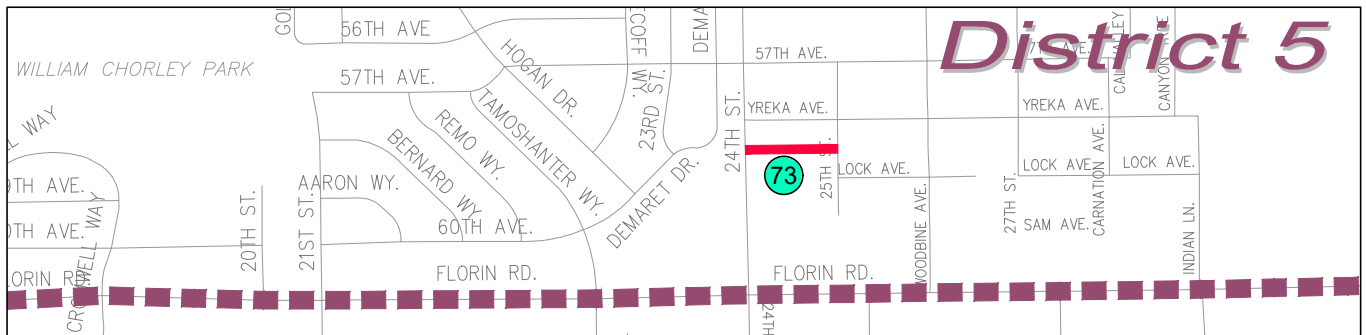 District 5
56TH AVE
57TH AVE.
WILLIAM CHORLEY PARK
HOGAN DR.
TAMOSHANTER WY.
REMO WY.
BERNARD WY.
AARON WY.
60TH AVE.
DEMARET DR.
23RD ST.
24TH ST.
57TH AVE.
YREKA AVE.
YREKA AVE.
73
25TH ST.
LOCK AVE.
LOCK AVE.
LOCK AVE.
WOODBINE AVE.
27TH ST.
SAM AVE.
CARNATION AVE.
INDIAN LN.
20TH ST.
21ST ST.
FLORIN RD.
FLORIN RD.
24TH